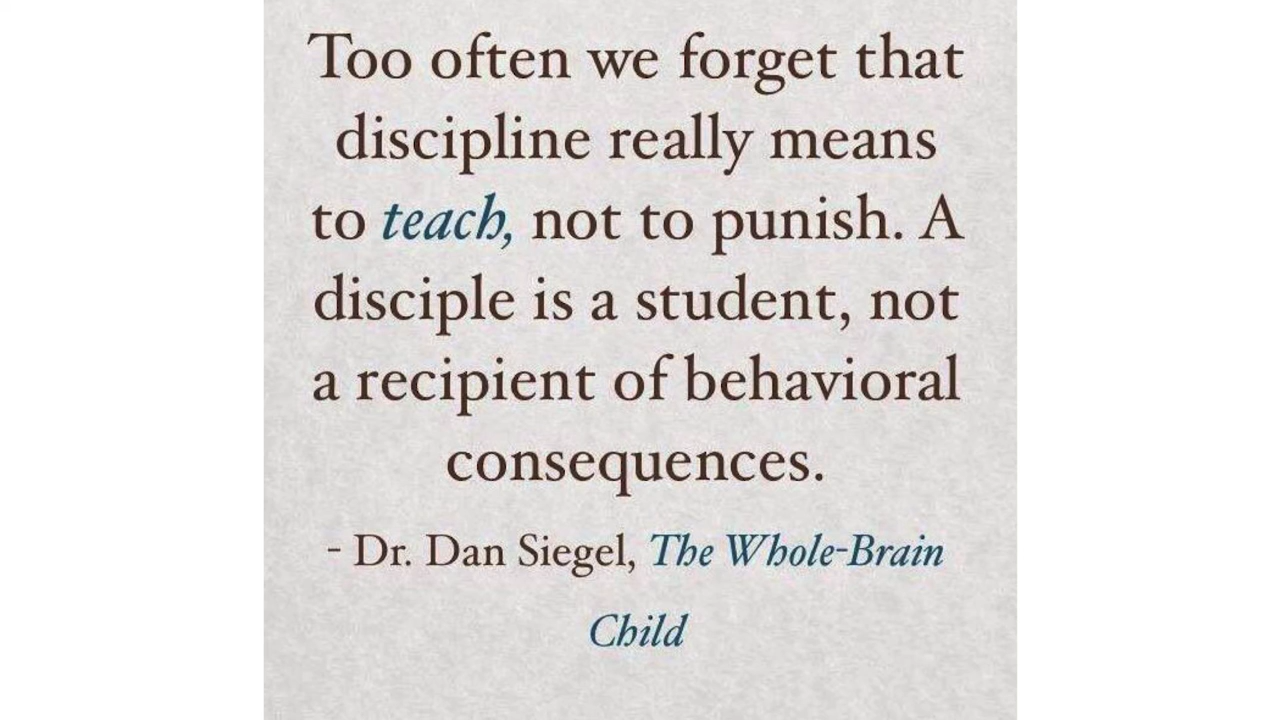 Too often we forget that
discipline really means
to teach, not to punish. A
disciple is a student, not
a recipient of behavioral
consequences.
- Dr. Dan Siegel, The Whole-Brain
Child